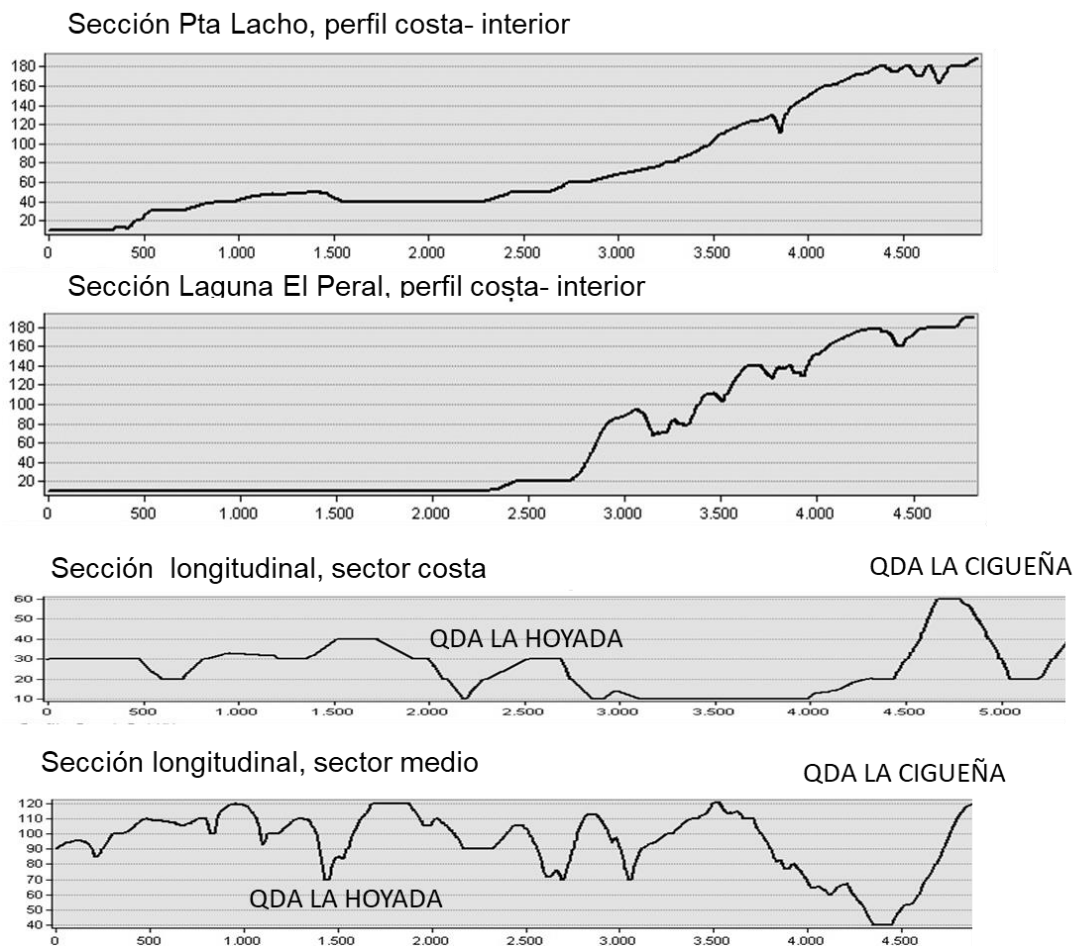 Sección Pta Lacho, perfil costa- interior
180
160
140
120
100
80
60
40
20
0 500 1.000 1.500 2.000 2.500 3.000 3.500 4.000 4.500
Sección Laguna El Peral, perfil costa- interior
180
160
140
120
100
80
60
40
20
0 500 1.000 1.500 2.000 2.500 3.000 3.500 4.000 4.500
Sección longitudinal, sector costa
QDA LA CIGUEÑA
60
50
40
QDA LA HOYADA
30
20
10
0 500 1.000 1.500 2.000 2.500 3.000 3.500 4.000 4.500 5.000
Sección longitudinal, sector medio
QDA LA CIGUEÑA
120
110
100
90
80
70
60
QDA LA HOYADA
50
40
0 500 1.000 1.500 2.000 2.500 3.000 3.500 4.000 4.500